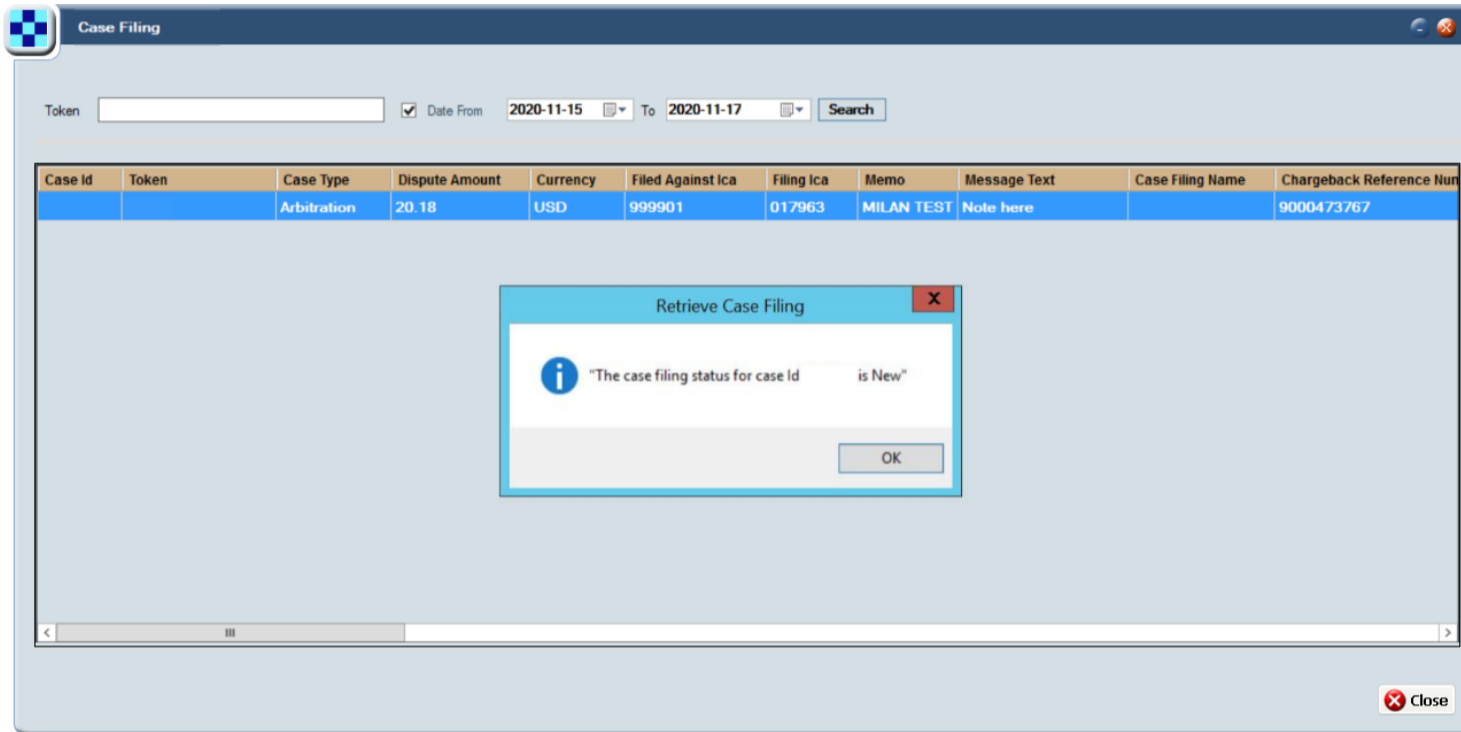 Case Filing
Token Date From 2020-11-15 To 2020-11-17 Search
Case Id Token Case Type Dispute Amount Currency Filed Against Ica Filing Ica Memo Message Text Case Filing Name Chargeback Reference Num
Arbitration 20.18 USD 999901 017963 MILAN TEST Note here 9000473767
Retrieve Case Filing
"The case filing status for case Id is New"
OK
Close